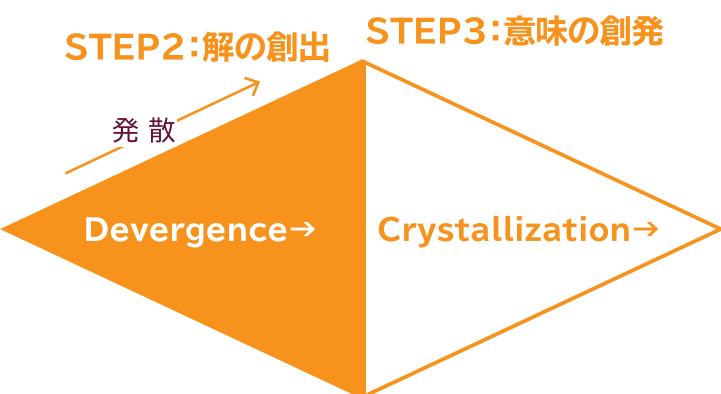 STEP2：解の創出
STEP3：意味の創発
発 散
Devergence→
Crystallization→